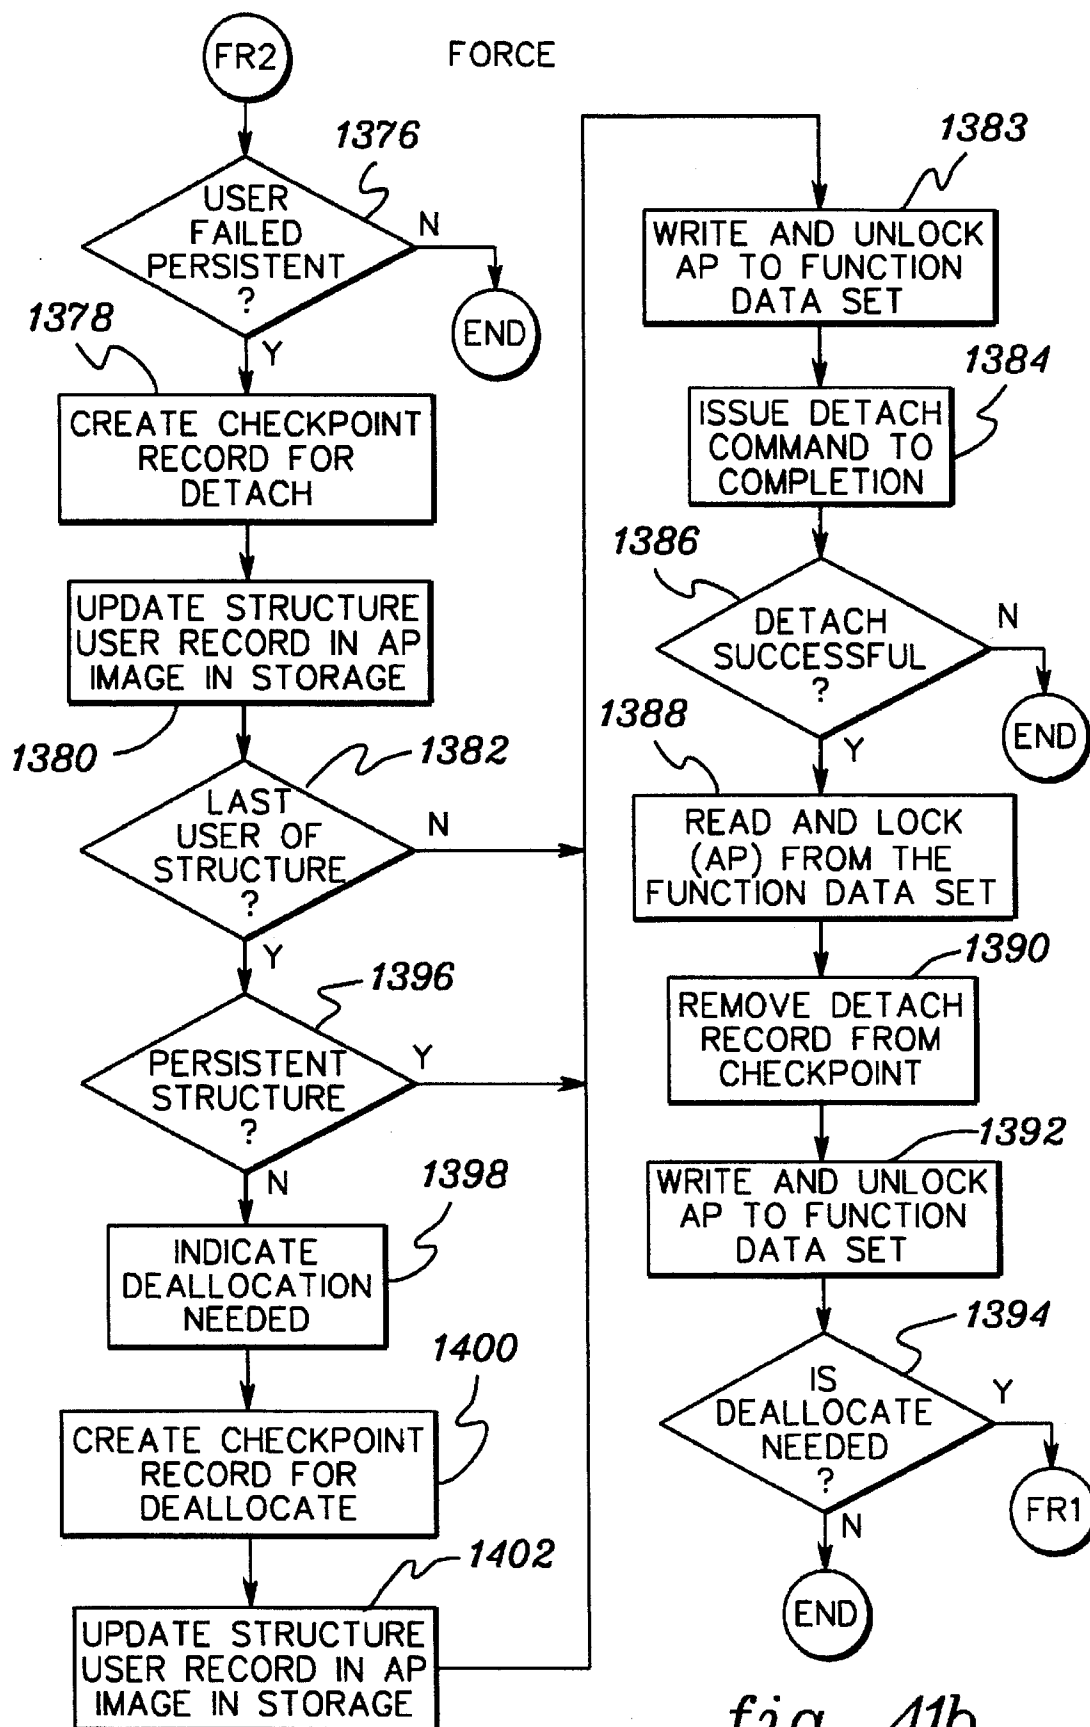 FR2
FORCE
1376
USER
FAILED
PERSISTENT
?
N
END
Y
1378
CREATE CHECKPOINT
RECORD FOR
DETACH
UPDATE STRUCTURE
USER RECORD IN AP
IMAGE IN STORAGE
1380
1382
LAST
USER OF
STRUCTURE
?
N
Y
1396
PERSISTENT
STRUCTURE
?
Y
N
1398
INDICATE
DEALLOCATION
NEEDED
1400
CREATE CHECKPOINT
RECORD FOR
DEALLOCATE
1402
UPDATE STRUCTURE
USER RECORD IN AP
IMAGE IN STORAGE
1383
WRITE AND UNLOCK
AP TO FUNCTION
DATA SET
1384
ISSUE DETACH
COMMAND TO
COMPLETION
1386
DETACH
SUCCESSFUL
?
N
END
Y
1388
READ AND LOCK
(AP) FROM THE
FUNCTION DATA SET
1390
REMOVE DETACH
RECORD FROM
CHECKPOINT
1392
WRITE AND UNLOCK
AP TO FUNCTION
DATA SET
1394
IS
DEALLOCATE
NEEDED
?
Y
FR1
N
END
fig. 41b